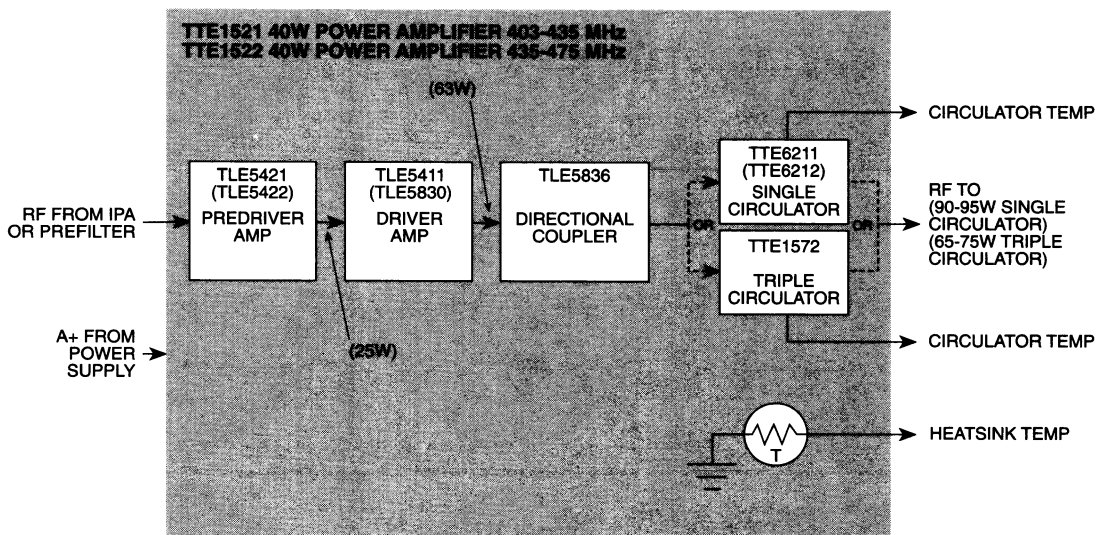 TTE1521 40W POWER AMPLIFIER 403-435 MHz
TTE1522 40W POWER AMPLIFIER 435-475 MHz
(63W)
CIRCULATOR TEMP
TLE5421
(TLE5422)
PREDRIVER
AMP
TLE5411
(TLE5830)
DRIVER
AMP
TLE5836
DIRECTIONAL
COUPLER
TTE6211
(TTE6212)
SINGLE
CIRCULATOR
RF FROM IPA
OR PREFILTER
OR
OR
RF TO
(90-95W SINGLE
CIRCULATOR)
(65-75W TRIPLE
CIRCULATOR)
TTE1572
TRIPLE
CIRCULATOR
A+ FROM
POWER
SUPPLY
(25W)
CIRCULATOR TEMP
T
HEATSINK TEMP